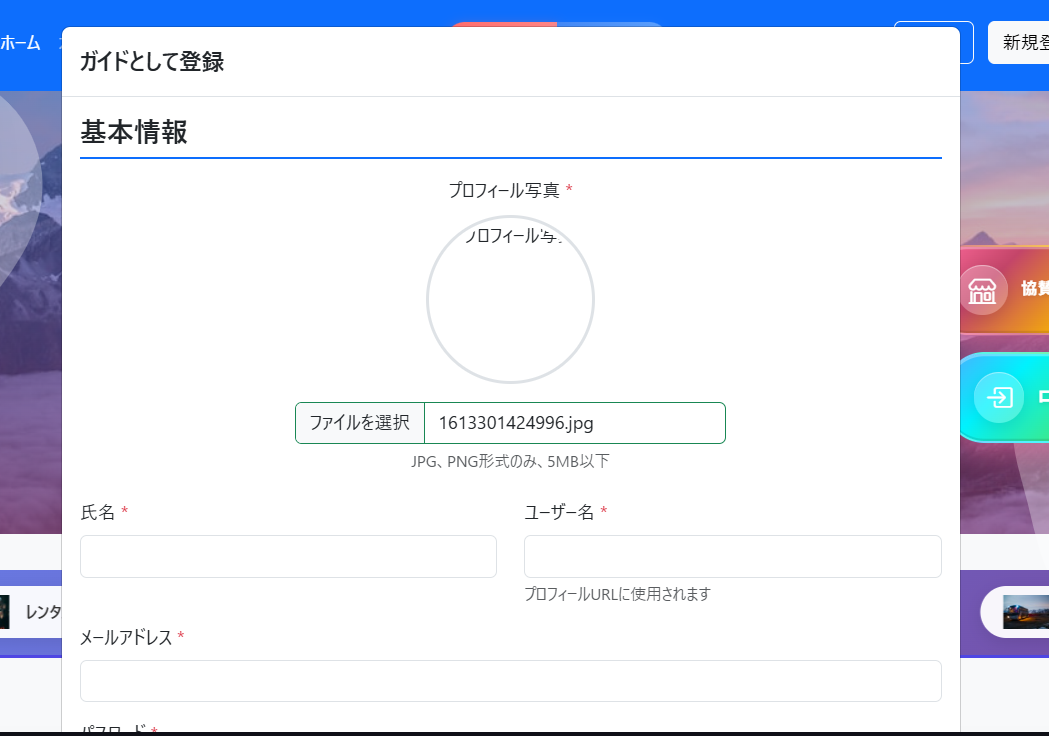 ホーム
新規登
ガイドとして登録
基本情報
プロフィール写真 *
プロフィール写真
協賛
ファイルを選択 1613301424996.jpg
JPG、PNG形式のみ、5MB以下
氏名 *
ユーザー名 *
プロフィールURLに使用されます
レンタ
メールアドレス *
パスワード *